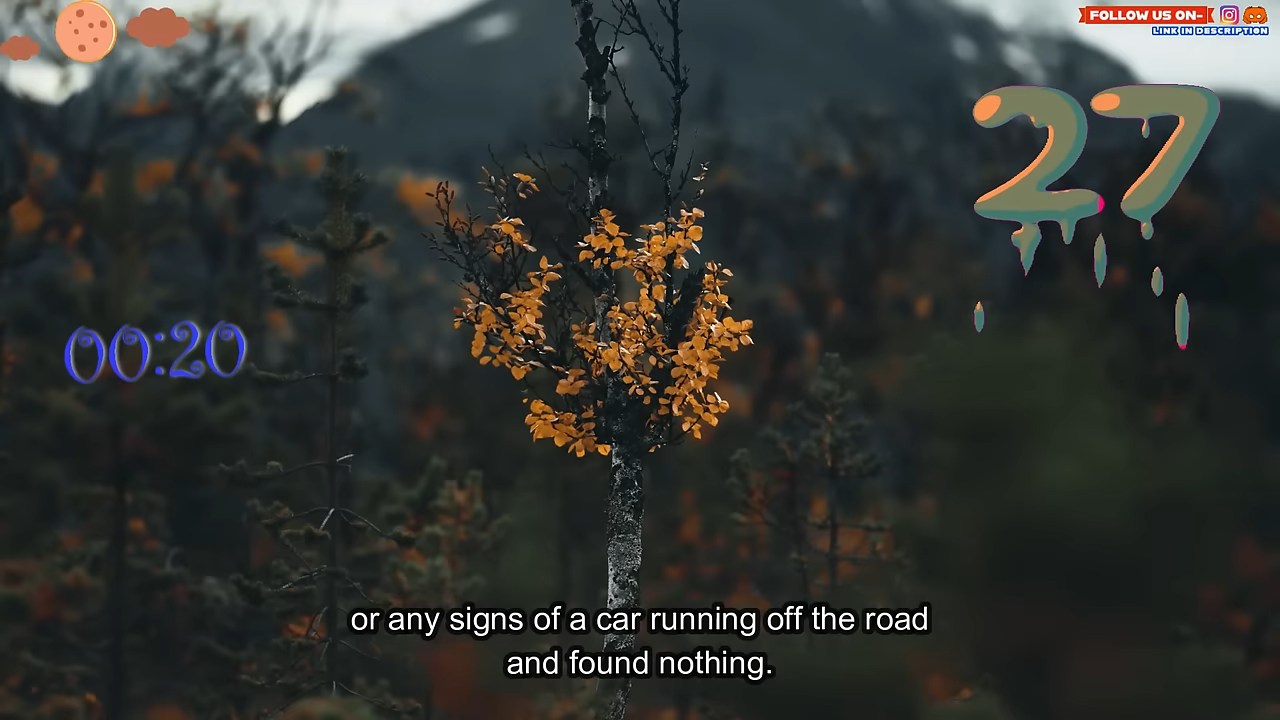 FOLLOW US ON-
LINK IN DESCRIPTION
27
00:20
or any signs of a car running off the road
and found nothing.